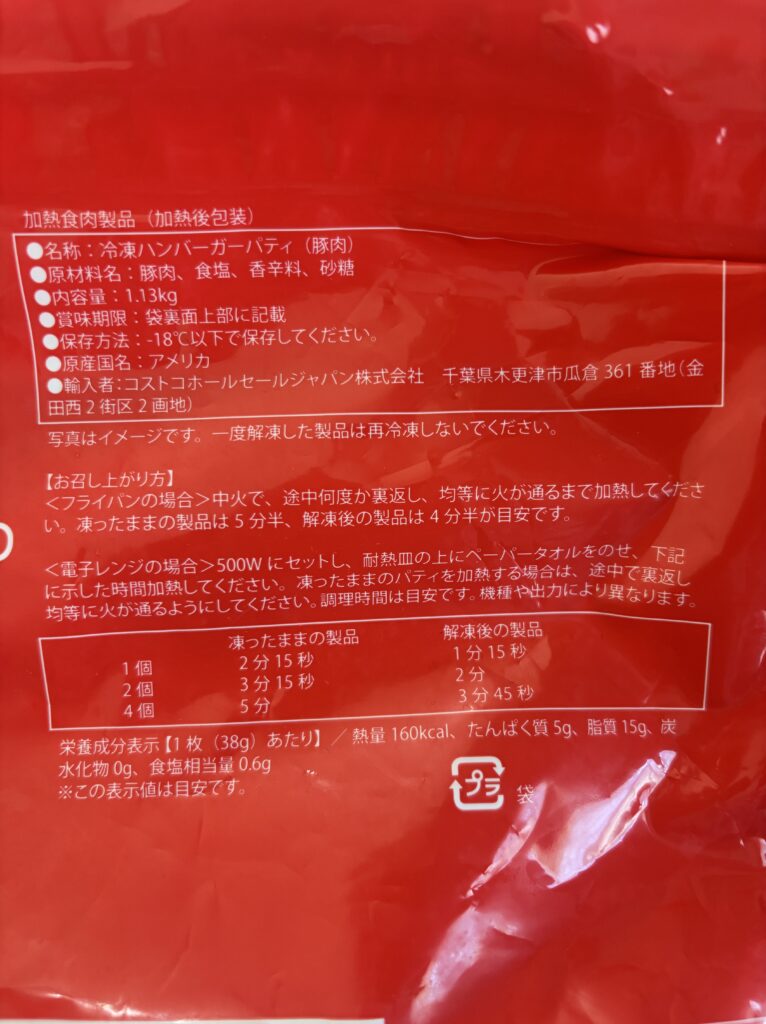 加熱食肉製品（加熱後包装）
●名称：冷凍ハンバーガーパティ（豚肉）
●原材料名：豚肉、食塩、香辛料、砂糖
●内容量：1.13kg
●賞味期限：袋裏面上部に記載
●保存方法：-18℃以下で保存してください。
●原産国名：アメリカ
●輸入者：コストコホールセールジャパン株式会社　千葉県木更津市瓜倉 361 番地（金
田西 2 街区 2 画地）
写真はイメージです。一度解凍した製品は再冷凍しないでください。
【お召し上がり方】
＜フライパンの場合＞中火で、途中何度か裏返し、均等に火が通るまで加熱してくださ
い。凍ったままの製品は 5 分半、解凍後の製品は 4 分半が目安です。
＜電子レンジの場合＞500W にセットし、耐熱皿の上にペーパータオルをのせ、下記
に示した時間加熱してください。凍ったままのパティを加熱する場合は、途中で裏返し
均等に火が通るようにしてください。調理時間は目安です。機種や出力により異なります。
凍ったままの製品　解凍後の製品
1 個　2 分 15 秒　1 分 15 秒
2 個　3 分 15 秒　2 分
4 個　5 分　3 分 45 秒
栄養成分表示【1 枚（38g）あたり】／熱量 160kcal、たんぱく質 5g、脂質 15g、炭
水化物 0g、食塩相当量 0.6g
※この表示値は目安です。
プラ 袋